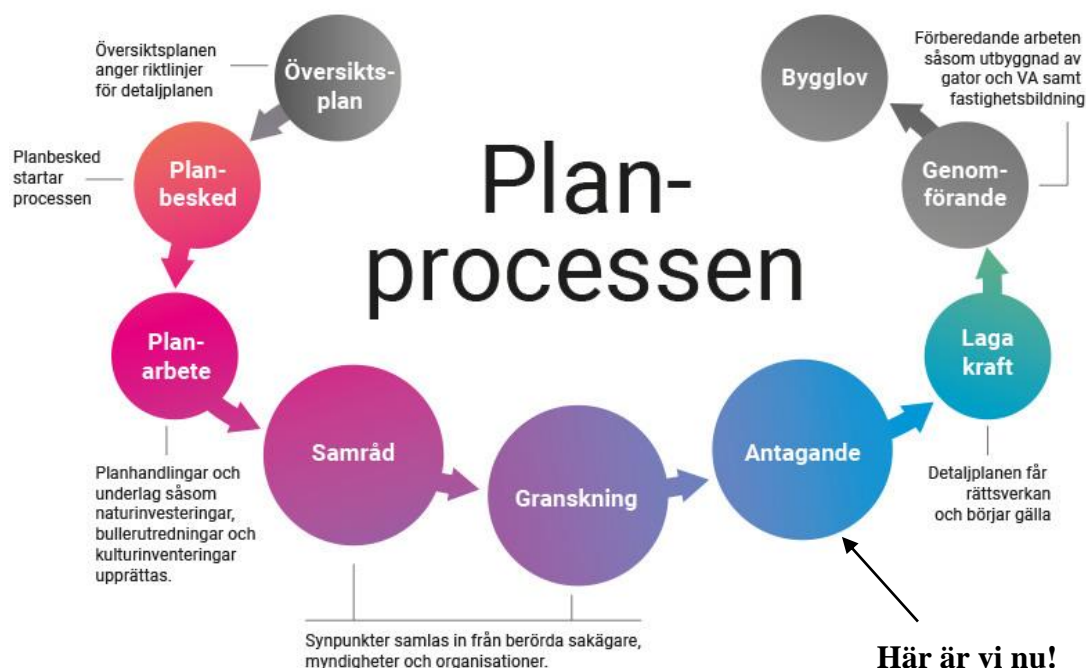 Översiktsplanen
anger riktlinjer
för detaljplanen
Översikts-
plan
Planbesked
startar
processen
Plan-
besked
Plan-
arbete
Planhandlingar och
underlag såsom
naturinvesteringar,
bullerutredningar och
kulturinventeringar
upprättas.
Plan-
processen
Samråd
Granskning
Synpunkter samlas in från berörda sakägare,
myndigheter och organisationer.
Antagande
Här är vi nu!
Laga
kraft
Detaljplanen får
rättsverkan
och börjar gälla
Genom-
förande
Förberedande arbeten
såsom utbyggnad av
gator och VA samt
fastighetsbildning
Bygglov